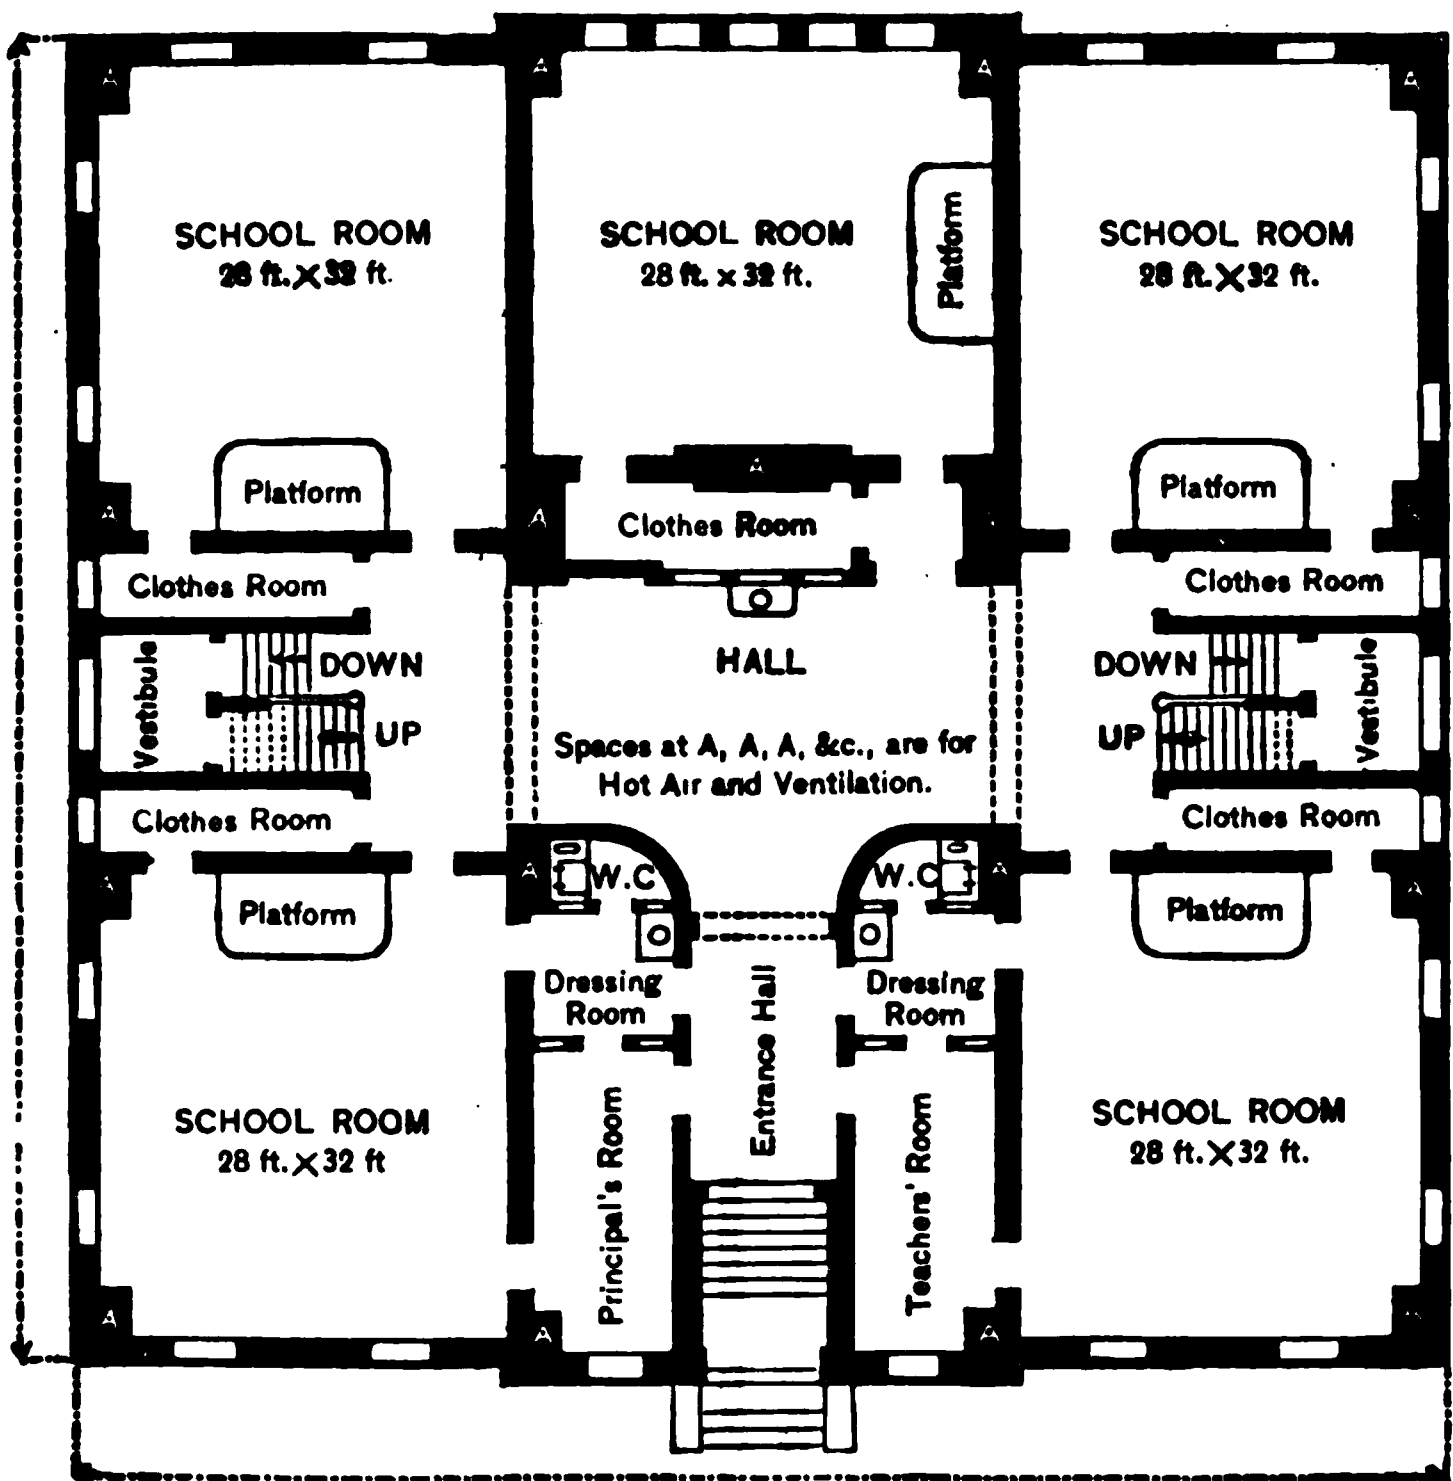 A
A
A
A
SCHOOL ROOM
28 ft. X 32 ft.
SCHOOL ROOM
28 ft. x 32 ft.
Platform
SCHOOL ROOM
28 ft. X 32 ft.
Platform
A
Platform
A
A
Clothes Room
Clothes Room
Clothes Room
Vestibule
DOWN
UP
HALL
DOWN
UP
Vestibule
Spaces at A, A, A, &c., are for
Hot Air and Ventilation.
Clothes Room
Clothes Room
A
A
W.C
W.C
A
A
Platform
Platform
Dressing
Room
Entrance Hall
Dressing
Room
SCHOOL ROOM
28 ft. X 32 ft
Principal's Room
Teachers' Room
SCHOOL ROOM
28 ft. X 32 ft.
A
A
A